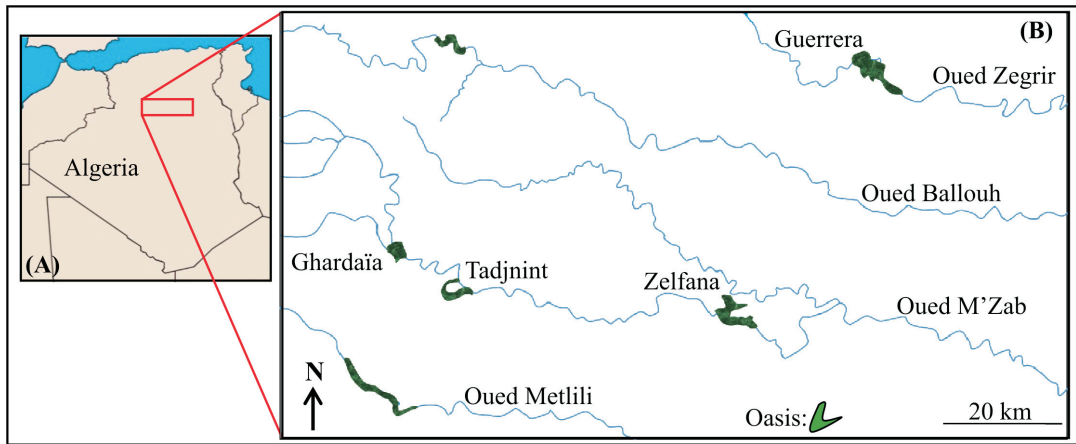 Algeria
(A)
(B)
Guerrera
Oued Zegrir
Oued Ballouh
Ghardaïa
Tadjnint
Zelfana
Oued M’Zab
N
Oued Metlili
Oasis:
20 km